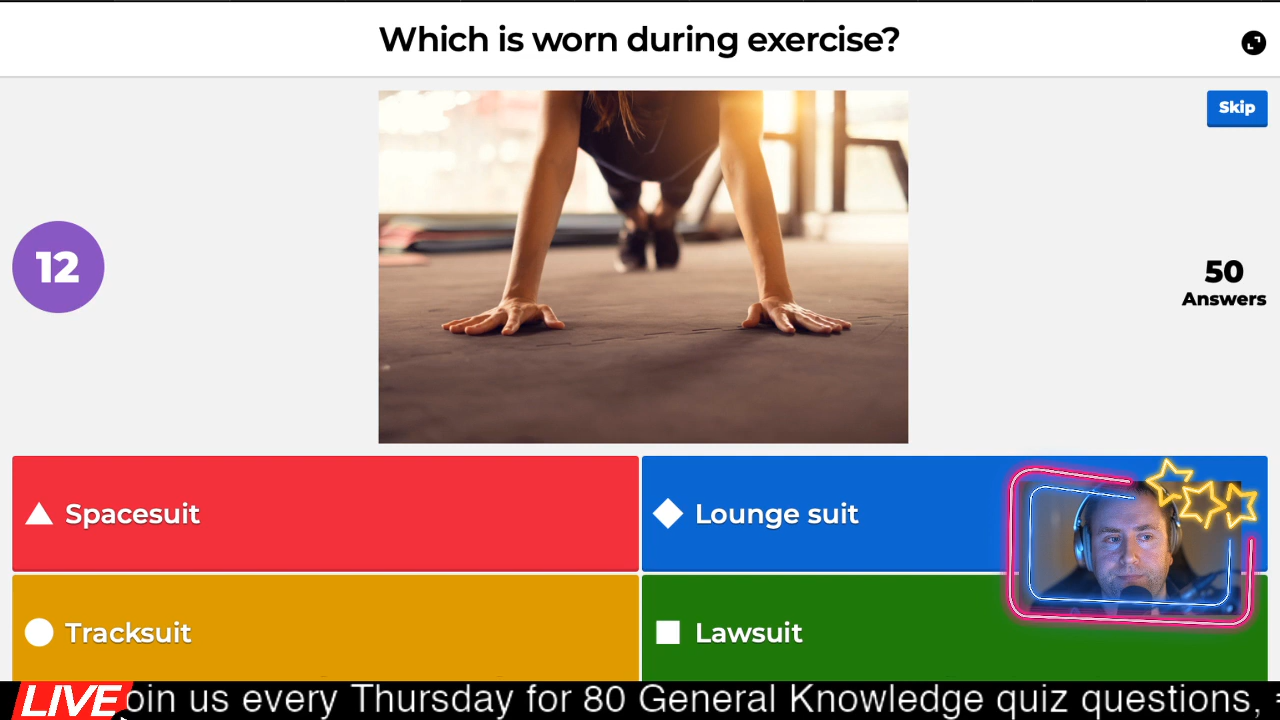 Which is worn during exercise?
Skip
12
50
Answers
Spacesuit
Lounge suit
Tracksuit
Lawsuit
LIVE oin us every Thursday for 80 General Knowledge quiz questions,